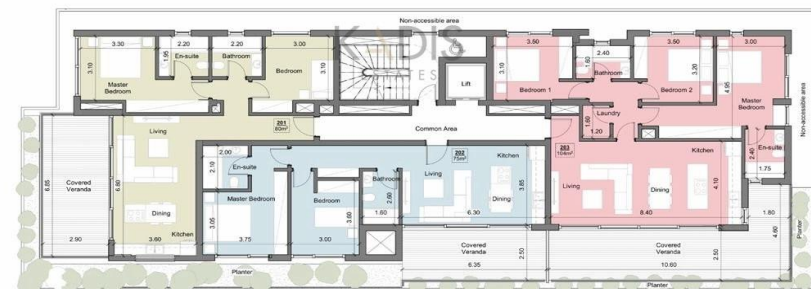 Non-accessible area
KADIS
ESTATES
3.30
2.20
2.20
3.00
3.10
1.95
En-suite
Bathroom
Bedroom
3.10
Master
Bedroom
Lift
3.50
2.40
3.50
3.00
3.10
1.60
Bathroom
3.20
Bedroom 1
Bedroom 2
4.95
Master
Bedroom
Non-accessible area
Laundry
1.80
1.20
201
80m²
Common Area
Living
6.85
6.80
Covered
Veranda
Dining
Kitchen
2.90
3.60
2.00
2.10
En-suite
Master Bedroom
3.05
3.75
Bedroom
3.60
3.00
Bathroom
2.60
1.60
202
75m²
Kitchen
Living
3.85
Dining
6.30
203
104m²
Kitchen
Living
4.10
Dining
8.40
En-suite
2.40
1.75
1.80
4.60
Planter
Covered
Veranda
2.50
6.35
Covered
Veranda
2.50
10.60
Planter
Planter